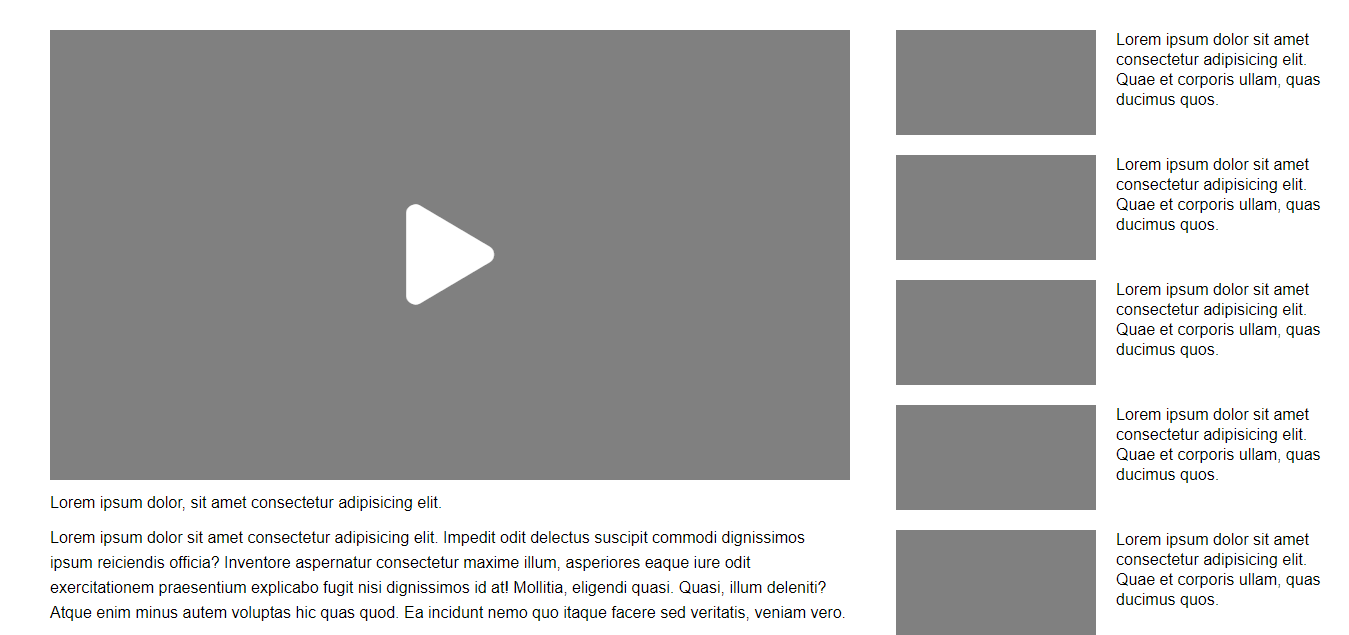 Lorem ipsum dolor, sit amet consectetur adipisicing elit.
Lorem ipsum dolor sit amet consectetur adipisicing elit. Impedit odit delectus suscipit commodi dignissimos
ipsum reiciendis officia? Inventore aspernatur consectetur maxime illum, asperiores eaque iure odit
exercitationem praesentium explicabo fugit nisi dignissimos id at! Mollitia, eligendi quasi. Quasi, illum deleniti?
Atque enim minus autem voluptas hic quas quod. Ea incidunt nemo quo itaque facere sed veritatis, veniam vero.
Lorem ipsum dolor sit amet
consectetur adipisicing elit.
Quae et corporis ullam, quas
ducimus quos.
Lorem ipsum dolor sit amet
consectetur adipisicing elit.
Quae et corporis ullam, quas
ducimus quos.
Lorem ipsum dolor sit amet
consectetur adipisicing elit.
Quae et corporis ullam, quas
ducimus quos.
Lorem ipsum dolor sit amet
consectetur adipisicing elit.
Quae et corporis ullam, quas
ducimus quos.
Lorem ipsum dolor sit amet
consectetur adipisicing elit.
Quae et corporis ullam, quas
ducimus quos.